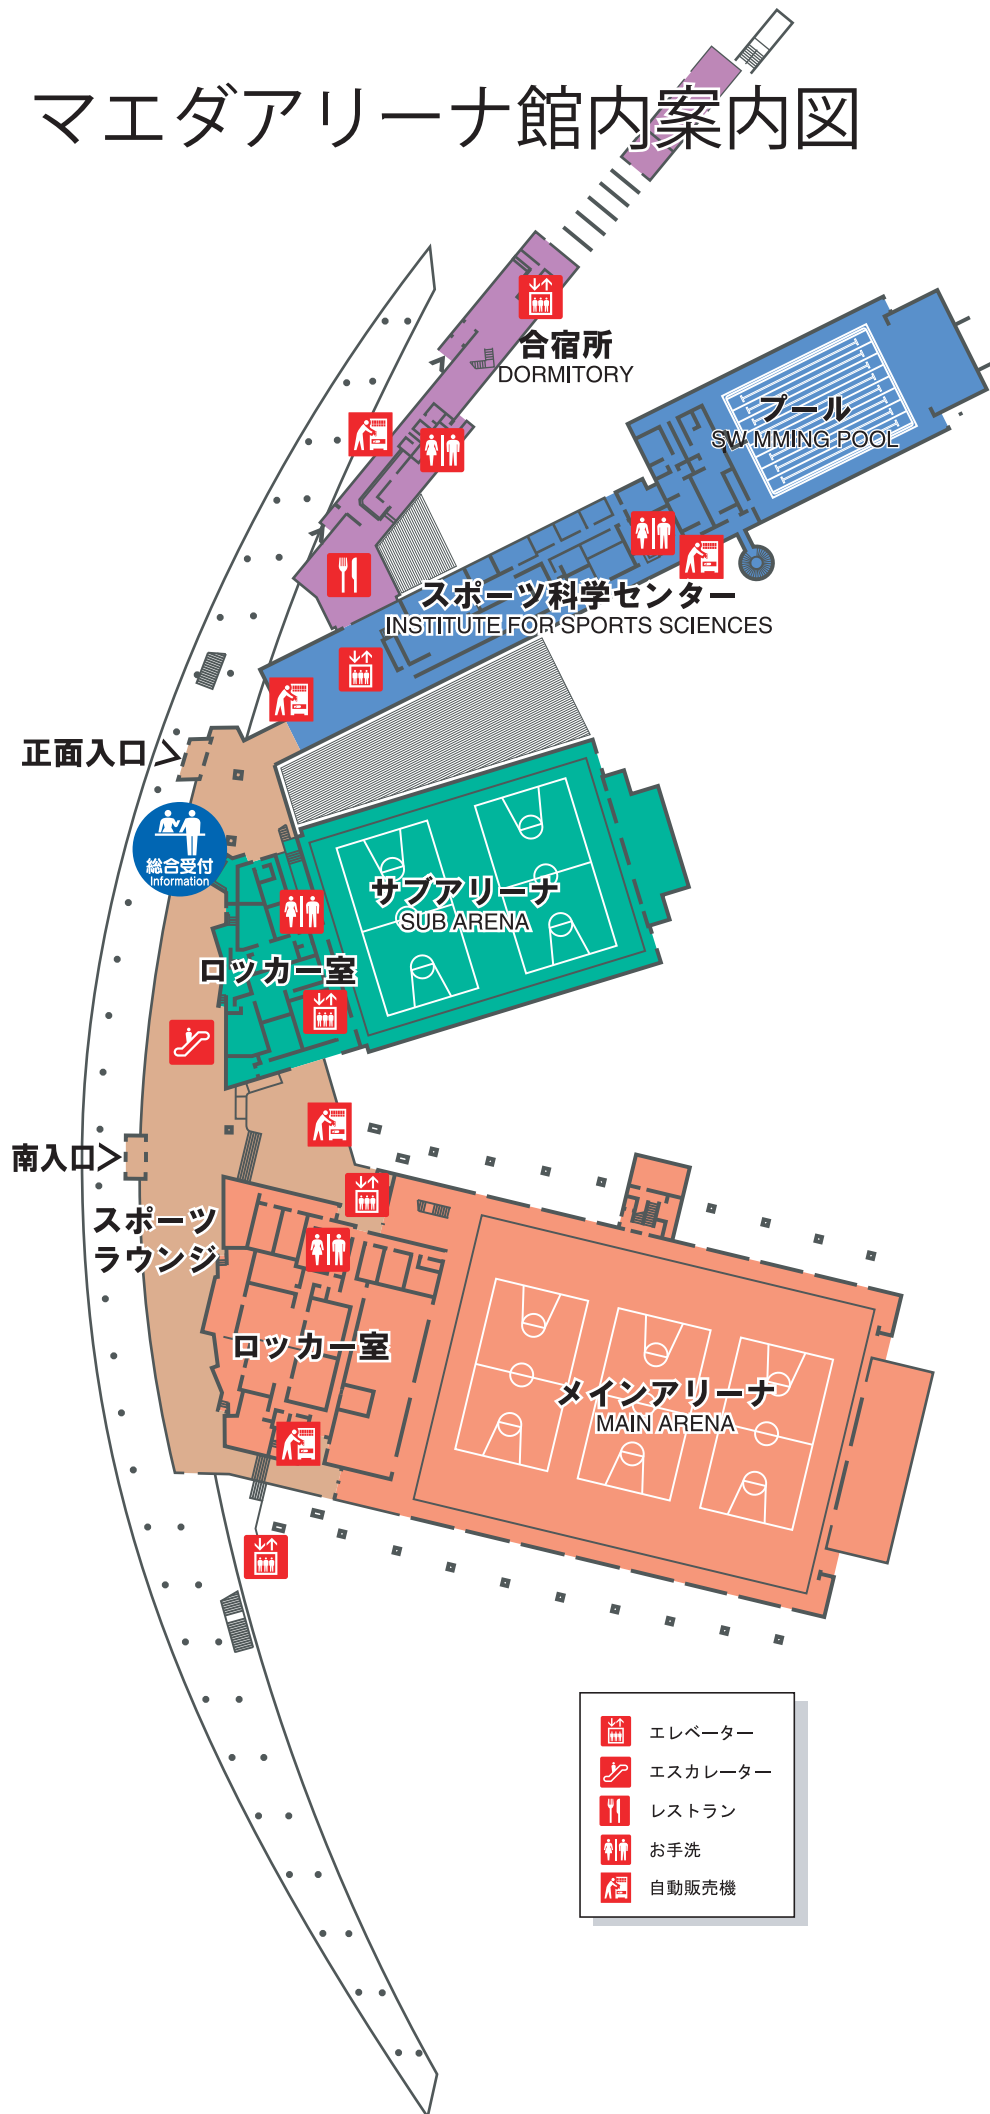 マエダアリーナ館内案内図
合宿所
DORMITORY
プール
SW MMING POOL
スポーツ科学センター
INSTITUTE FOR SPORTS SCIENCES
正面入口
総合受付
Information
サブアリーナ
SUB ARENA
ロッカー室
南入口
スポーツ
ラウンジ
ロッカー室
メインアリーナ
MAIN ARENA
エレベーター
エスカレーター
レストラン
お手洗
自動販売機